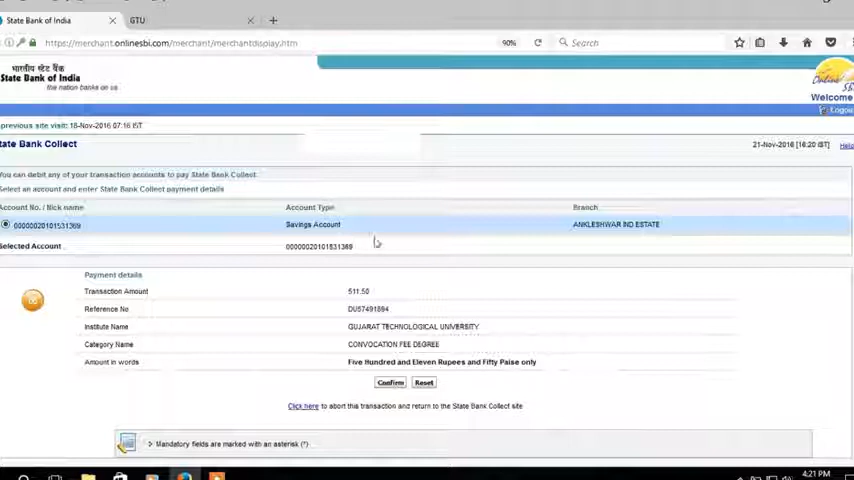 State Bank of India
GTU
https://merchant.onlinesbi.com/merchant/merchantdisplay.htm
90%
Search
भारतीय स्टेट बैंक
State Bank of India
the nation banks on us
Welcome
Logou
previous site visit: 18-Nov-2016 07:16 IST
tate Bank Collect
21-Nov-2016 [16:20 IST]
Help
You can debit any of your transaction accounts to pay State Bank Collect.
Select an account and enter State Bank Collect payment details
Account No. / Nick name Account Type Branch
Savings Account ANKLESHWAR IND ESTATE
Selected Account
Payment details
Transaction Amount 511.50
Reference No DU57491894
Institute Name GUJARAT TECHNOLOGICAL UNIVERSITY
Category Name CONVOCATION FEE DEGREE
Amount in words Five Hundred and Eleven Rupees and Fifty Paise only
Confirm Reset
Click here to abort this transaction and return to the State Bank Collect site
Mandatory fields are marked with an asterisk (*)
4:21 PM